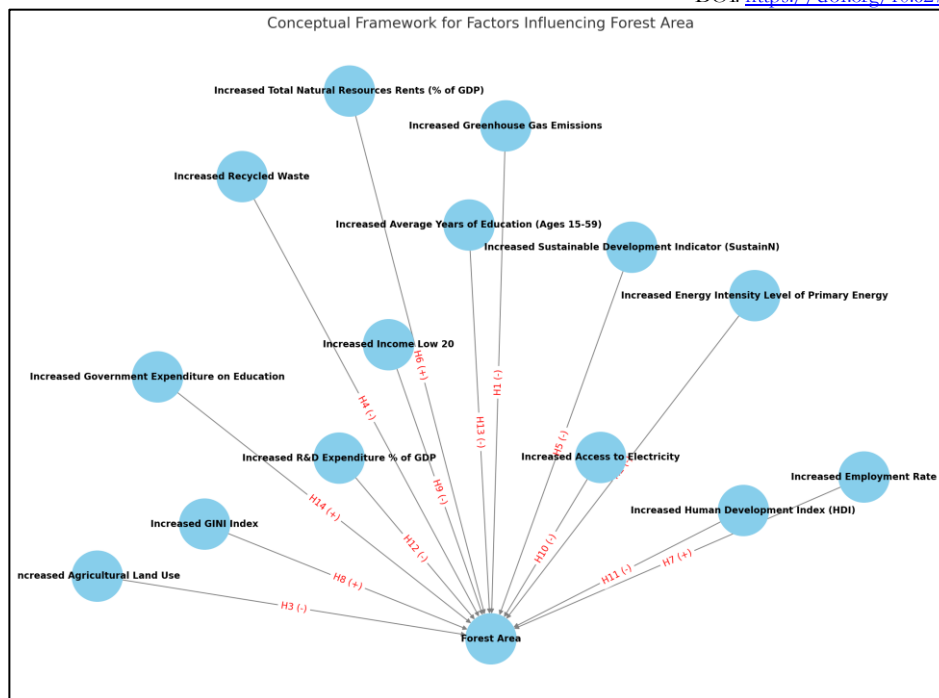 Conceptual Framework for Factors Influencing Forest Area
Increased Total Natural Resources Rents (% of GDP)
Increased Greenhouse Gas Emissions
Increased Recycled Waste
Increased Average Years of Education (Ages 15-59)
Increased Sustainable Development Indicator (SustainN)
Increased Energy Intensity Level of Primary Energy
Increased Income Low 20
H6 (+)
H1 (-)
Increased Government Expenditure on Education
H4 (-)
H13 (-)
H5 (-)
Increased R&D Expenditure % of GDP
Increased Access to Electricity
Increased Employment Rate
H9 (-)
H14 (+)
Increased Human Development Index (HDI)
Increased GINI Index
H12 (-)
H10 (-)
H7 (+)
H11 (-)
ncreased Agricultural Land Use
H8 (+)
H3 (-)
Forest Area